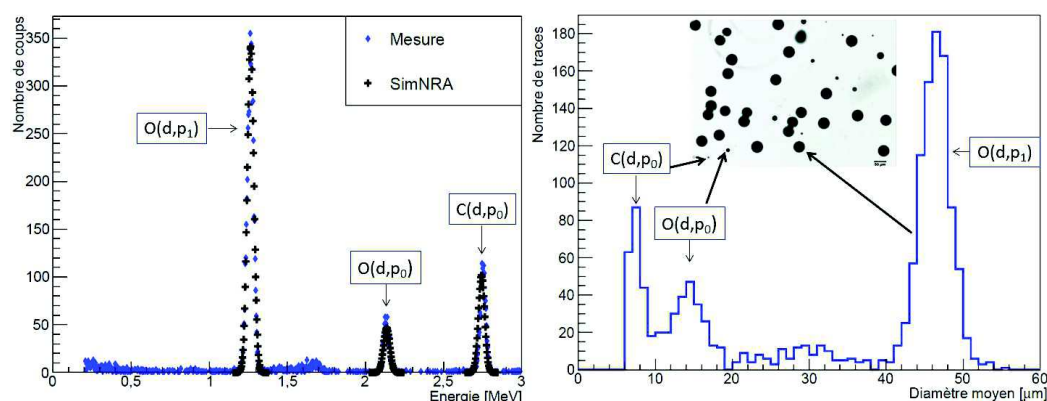 Nombre de coups
350
300
250
200
150
100
50
0
0
0,5
1
1,5
2
2,5
3
Energie [MeV]
Mesure
SimNRA
O(d,p₁)
O(d,p₀)
C(d,p₀)
Nombre de traces
180
160
140
120
100
80
60
40
20
0
0
10
20
30
40
50
60
Diamètre moyen [µm]
C(d,p₀)
O(d,p₀)
O(d,p₁)